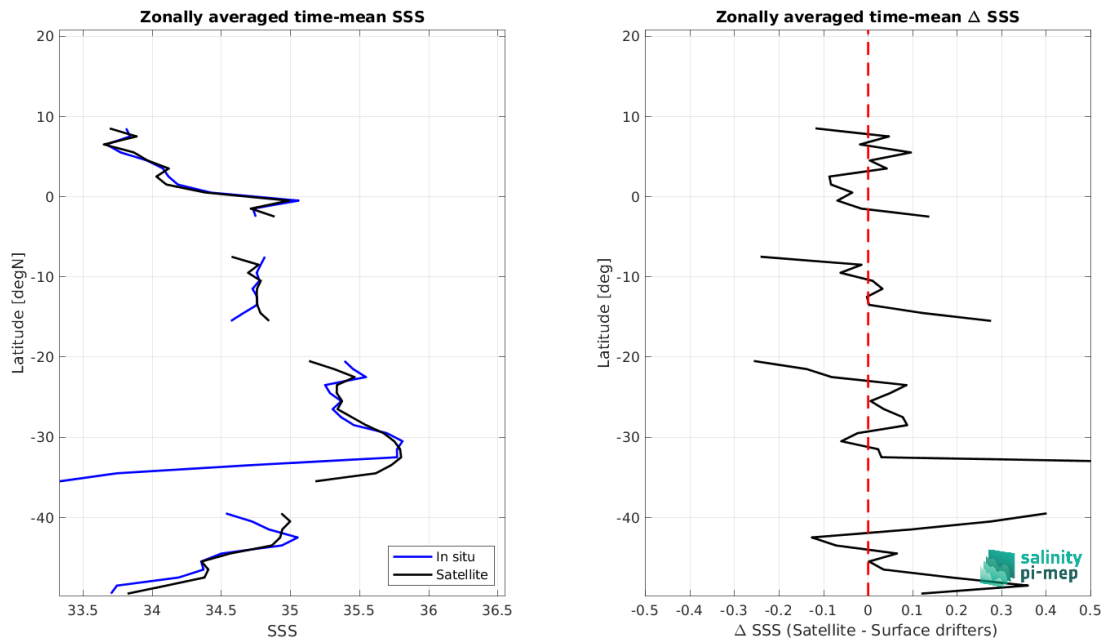 Zonally averaged time-mean SSS
20
10
0
-10
-20
-30
-40
Latitude [degN]
33.5 34 34.5 35 35.5 36 36.5
SSS
In situ
Satellite
Zonally averaged time-mean Δ SSS
20
10
0
-10
-20
-30
-40
Latitude [deg]
-0.5 -0.4 -0.3 -0.2 -0.1 0 0.1 0.2 0.3 0.4 0.5
Δ SSS (Satellite - Surface drifters)
salinity
pi-mep